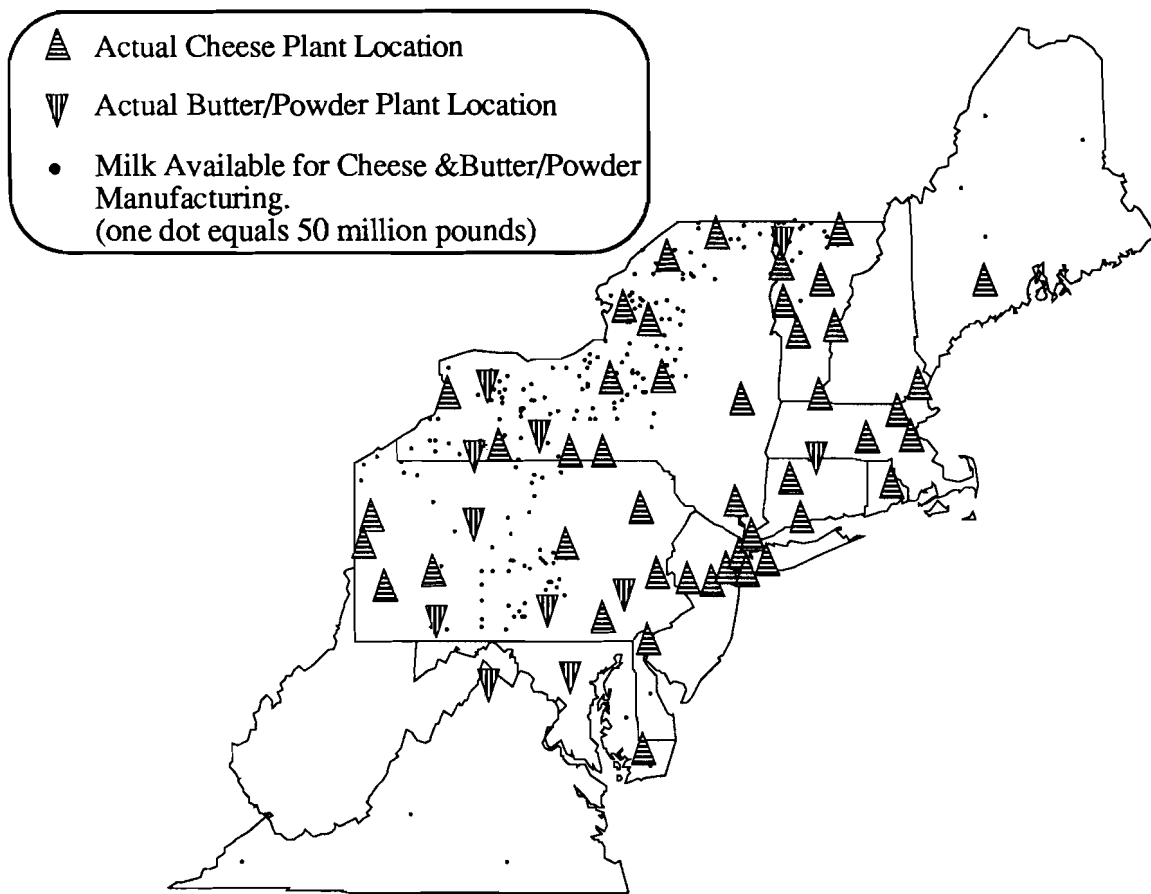 Actual Cheese Plant Location
Actual Butter/Powder Plant Location
Milk Available for Cheese &Butter/Powder
Manufacturing.
(one dot equals 50 million pounds)